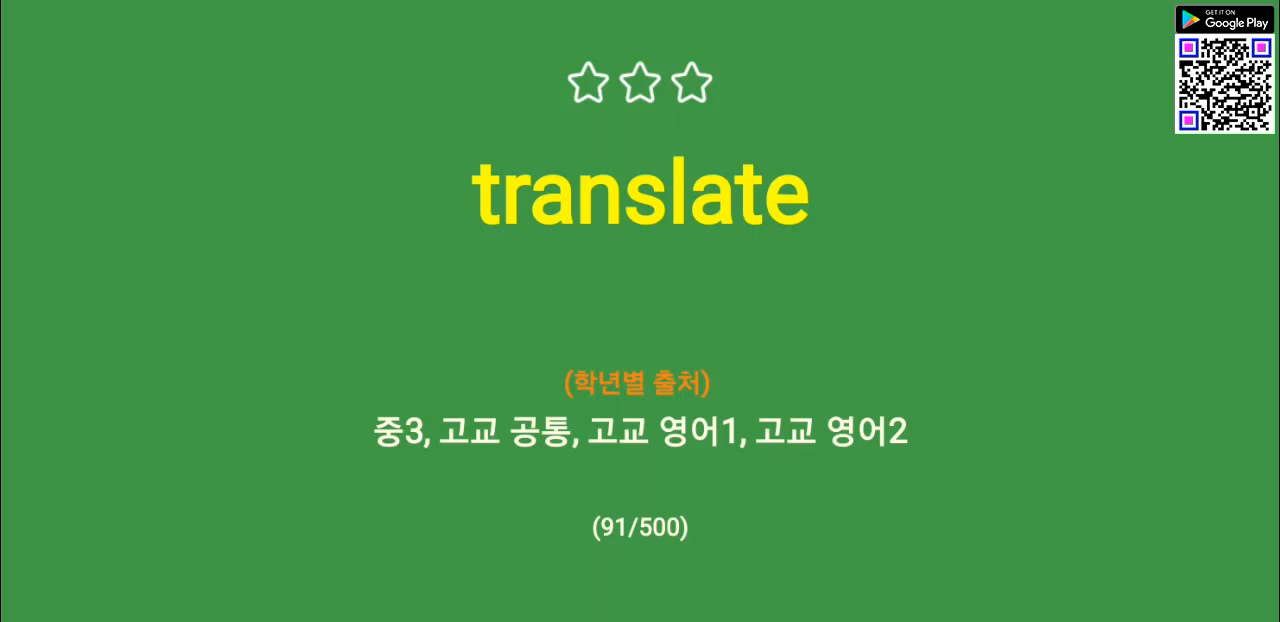 GET IT ON
Google Play
translate
(학년별 출처)
중3, 고교 공통, 고교 영어1, 고교 영어2
(91/500)